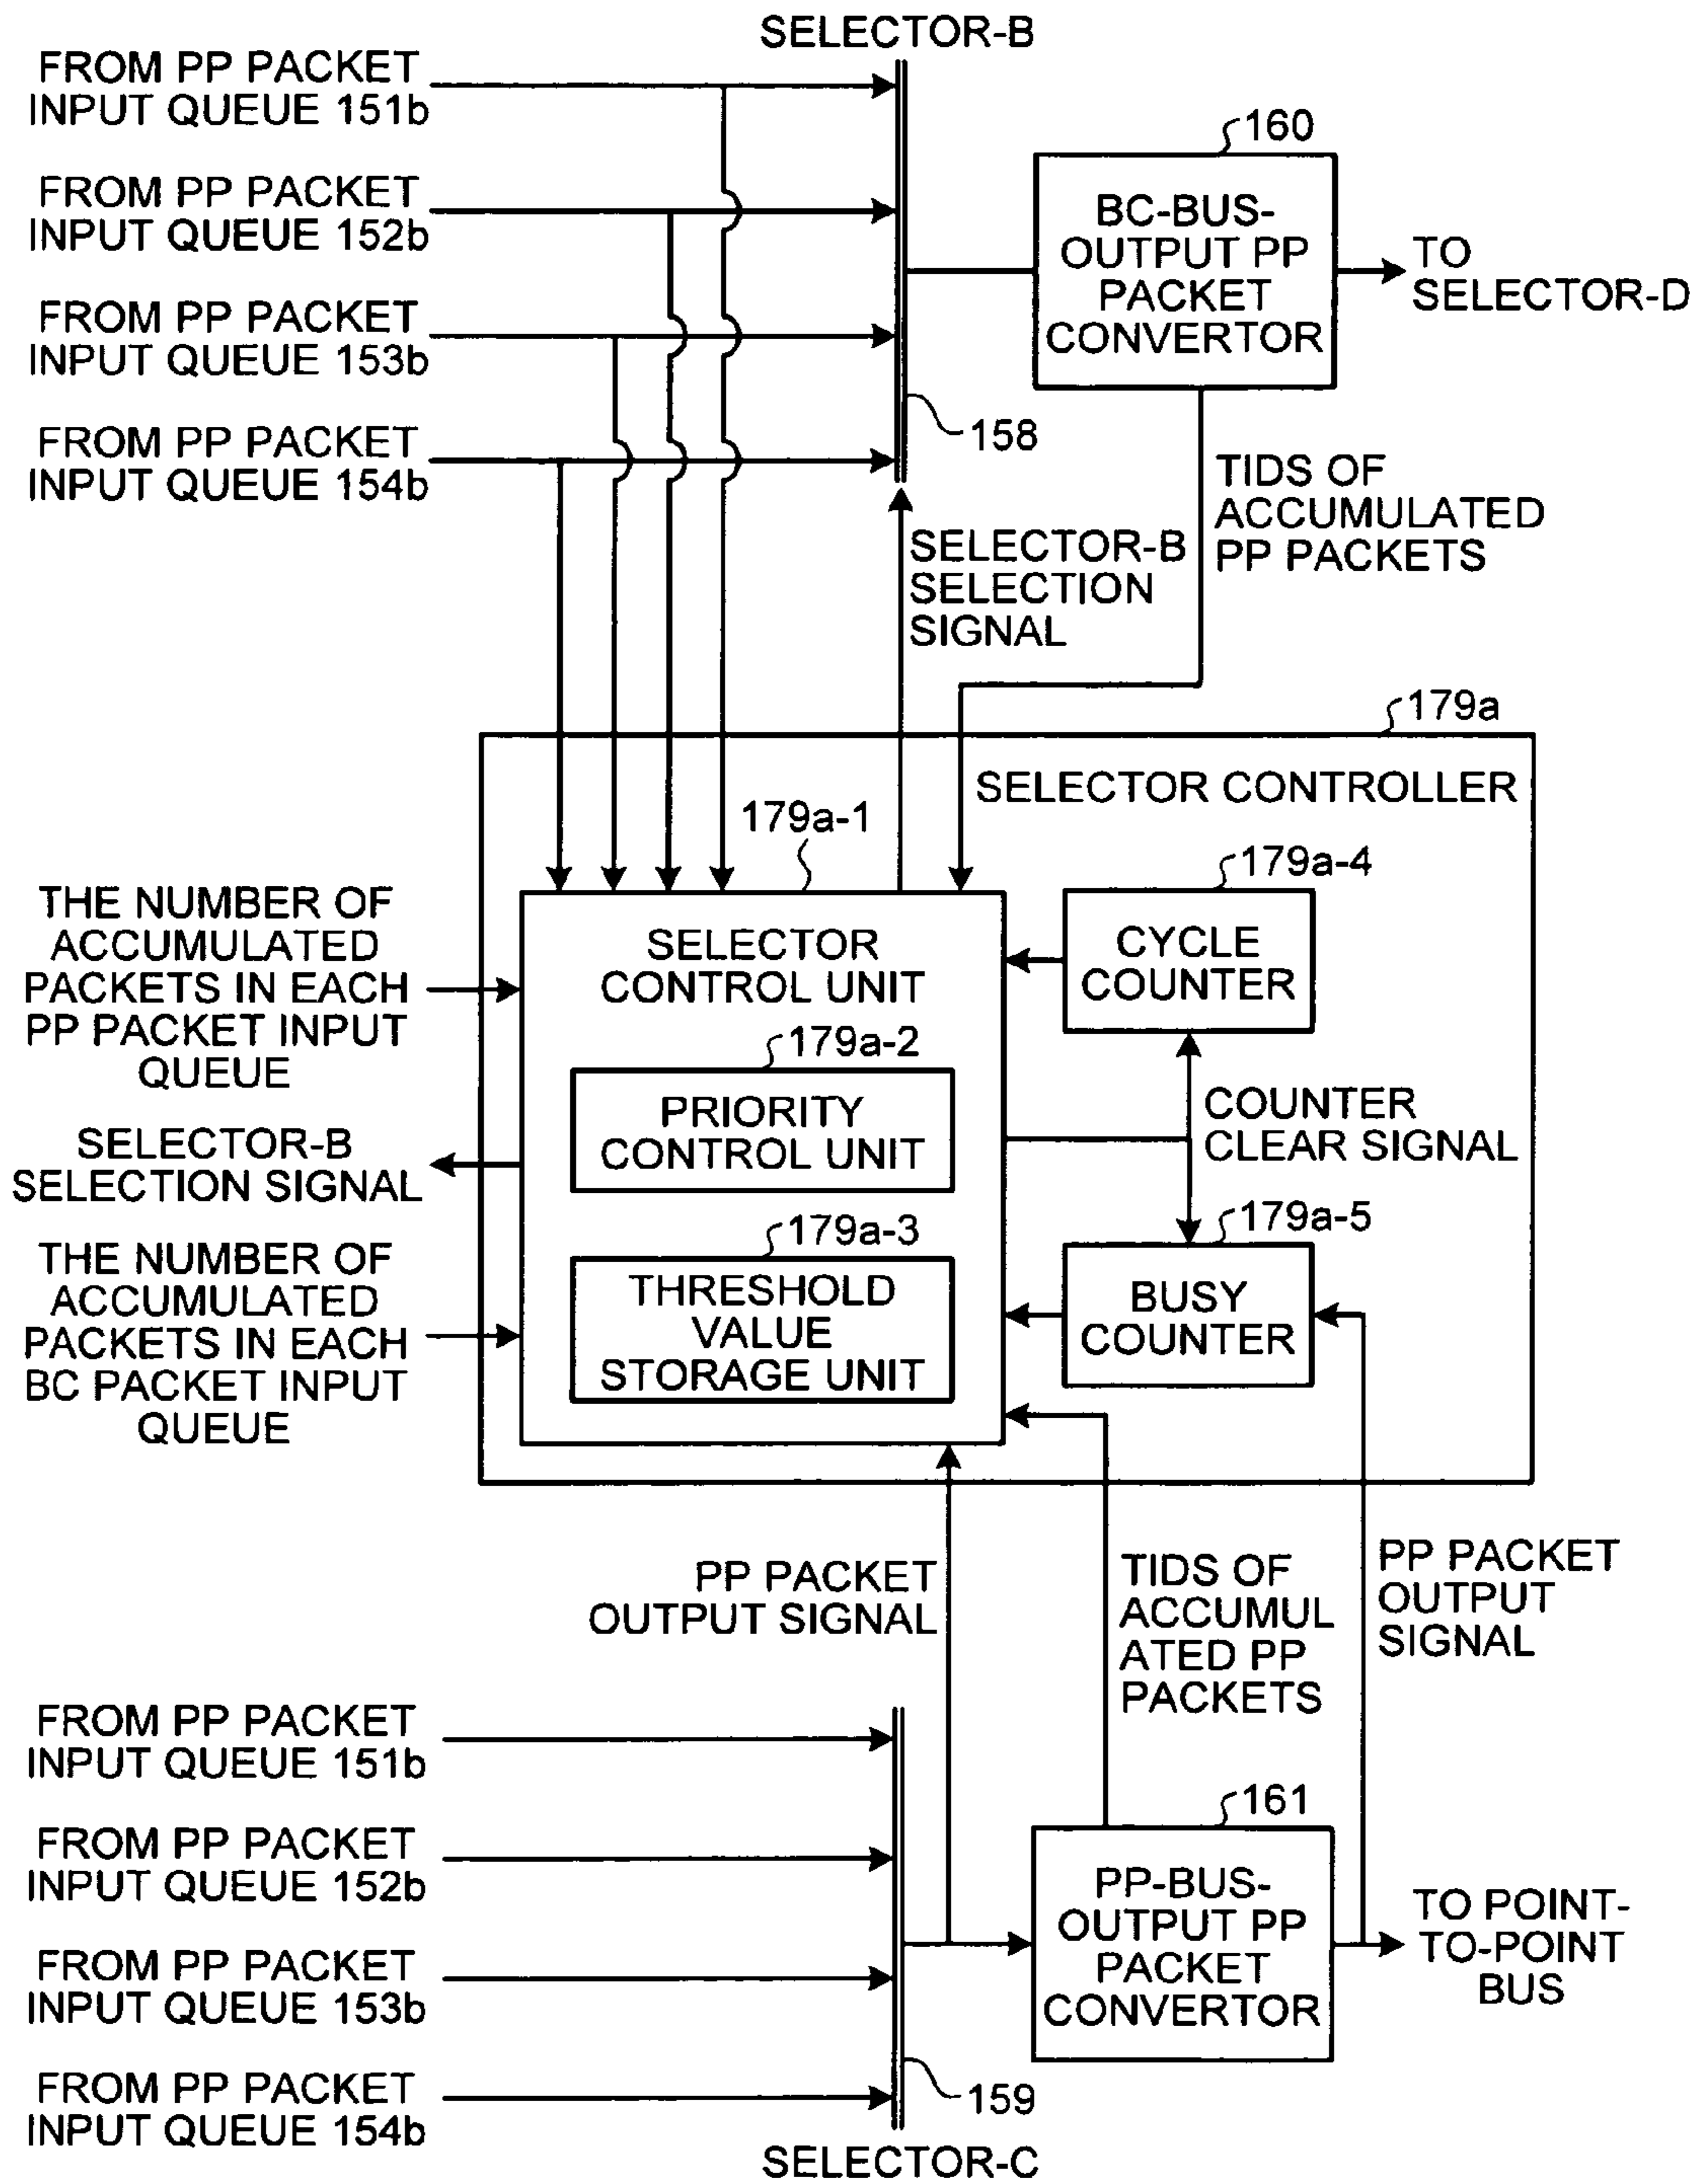 SELECTOR-B
FROM PP PACKET
INPUT QUEUE 151b
160
FROM PP PACKET
INPUT QUEUE 152b
BC-BUS-
OUTPUT PP
PACKET
CONVERTOR
TO
SELECTOR-D
FROM PP PACKET
INPUT QUEUE 153b
158
FROM PP PACKET
INPUT QUEUE 154b
TIDS OF
ACCUMULATED
PP PACKETS
SELECTOR-B
SELECTION
SIGNAL
179a
SELECTOR CONTROLLER
179a-1
179a-4
THE NUMBER OF
ACCUMULATED
PACKETS IN EACH
PP PACKET INPUT
QUEUE
SELECTOR
CONTROL UNIT
CYCLE
COUNTER
179a-2
PRIORITY
CONTROL UNIT
COUNTER
CLEAR SIGNAL
SELECTOR-B
SELECTION SIGNAL
179a-3
179a-5
THE NUMBER OF
ACCUMULATED
PACKETS IN EACH
BC PACKET INPUT
QUEUE
THRESHOLD
VALUE
STORAGE UNIT
BUSY
COUNTER
PP PACKET
OUTPUT SIGNAL
TIDS OF
ACCUMUL
ATED PP
PACKETS
PP PACKET
OUTPUT
SIGNAL
FROM PP PACKET
INPUT QUEUE 151b
161
FROM PP PACKET
INPUT QUEUE 152b
PP-BUS-
OUTPUT PP
PACKET
CONVERTOR
TO POINT-
TO-POINT
BUS
FROM PP PACKET
INPUT QUEUE 153b
FROM PP PACKET
INPUT QUEUE 154b
159
SELECTOR-C